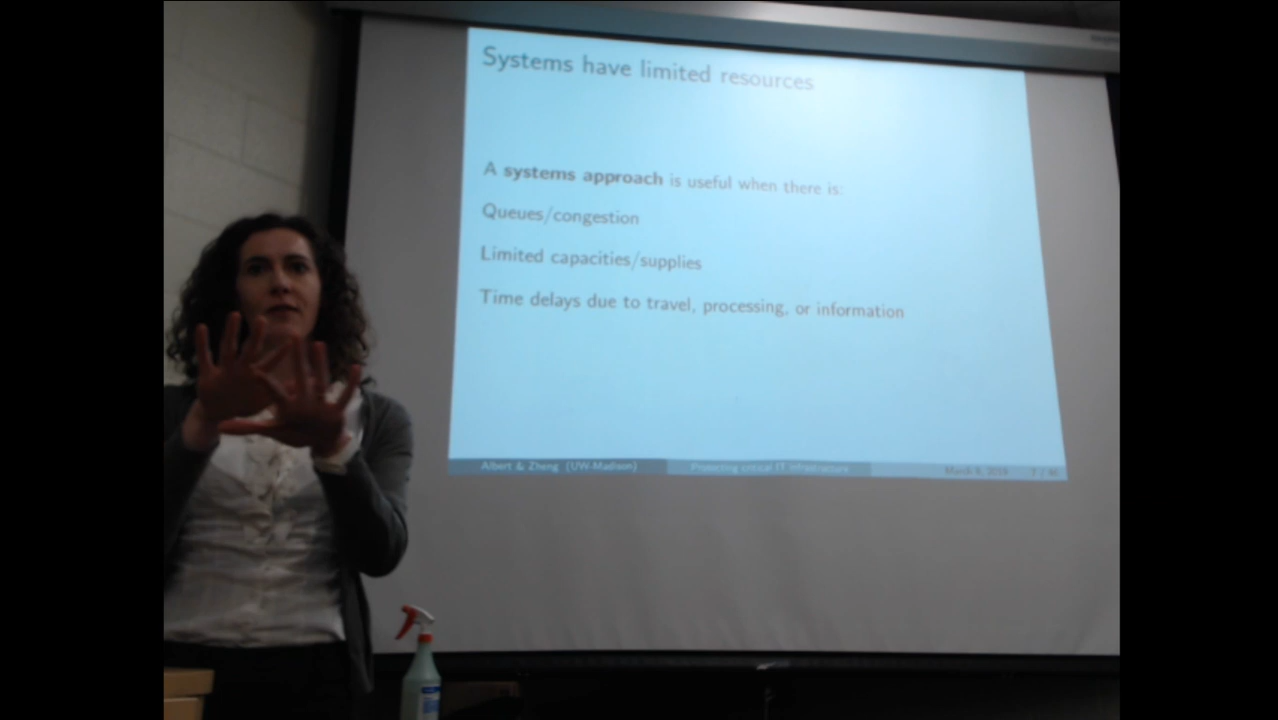 Systems have limited resources
A systems approach is useful when there is:
Queues/congestion
Limited capacities/supplies
Time delays due to travel, processing, or information
Albert & Zheng (UW-Madison) Protecting critical IT infrastructure March